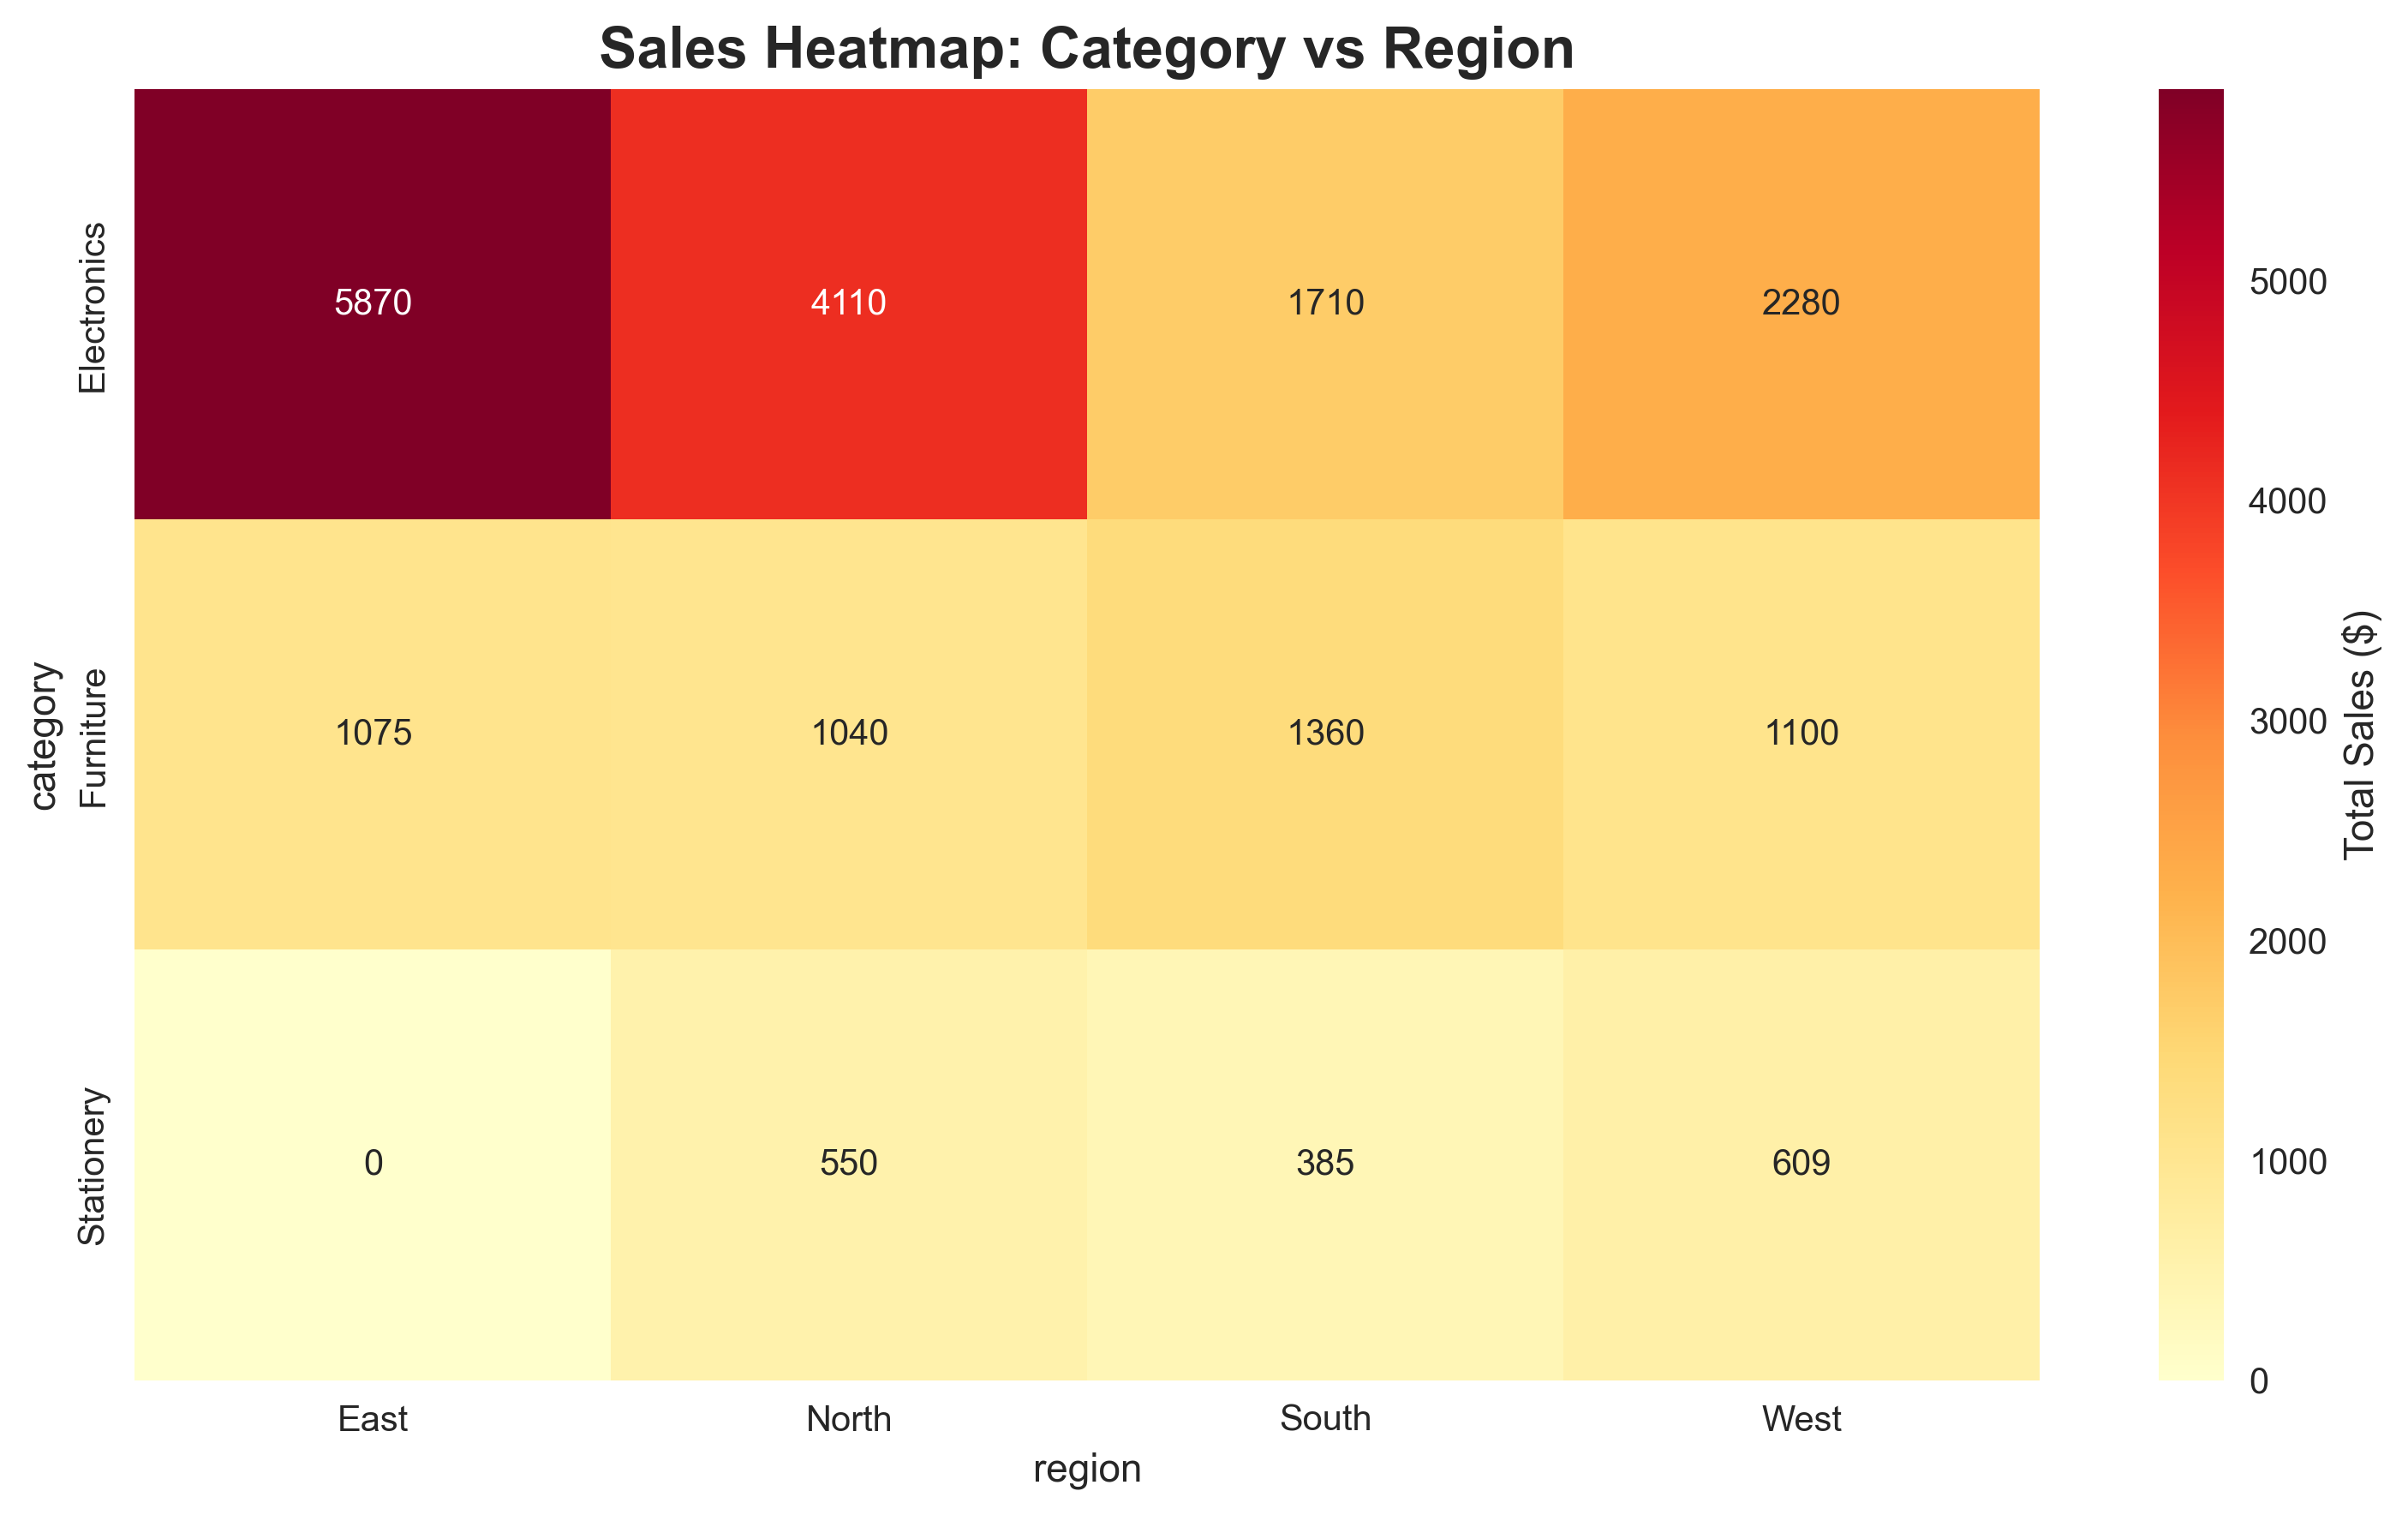 Sales Heatmap: Category vs Region
Electronics
5870 4110 1710 2280
Furniture
1075 1040 1360 1100
Stationery
0 550 385 609
category
East North South West
region
5000
4000
3000
2000
1000
0
Total Sales ($)